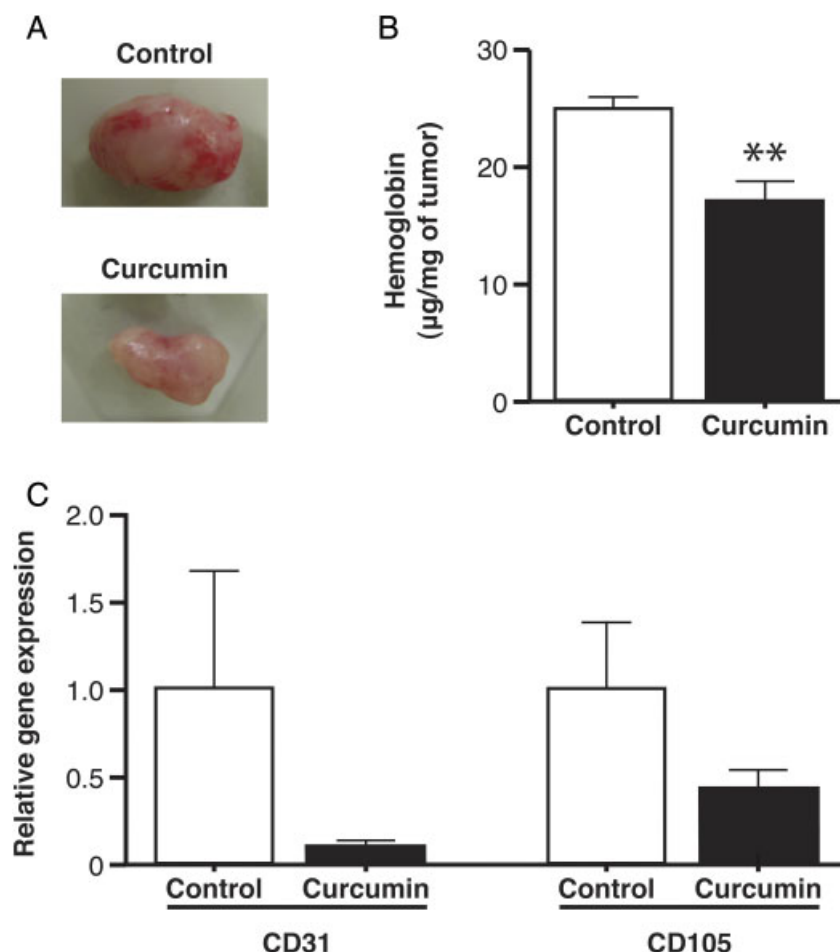 A
Control
Curcumin
B
Hemoglobin
(µg/mg of tumor)
30
20
10
0
**
Control Curcumin
C
Relative gene expression
2.0
1.5
1.0
0.5
0
Control Curcumin Control Curcumin
CD31 CD105